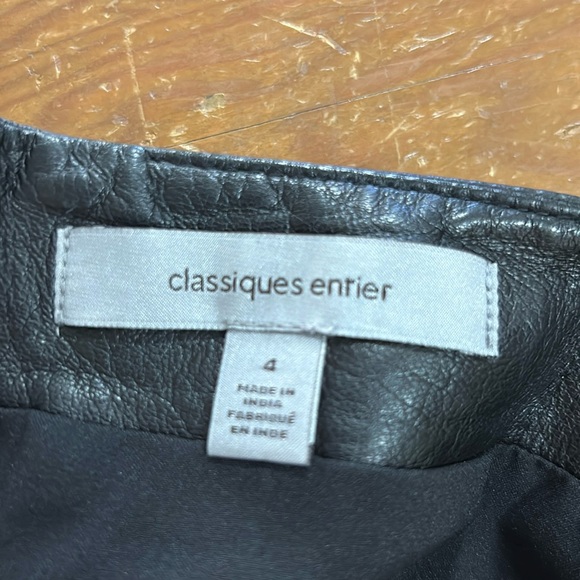 classiques entier
4
MADE IN
INDIA
FABRIQUÉ
EN INDE